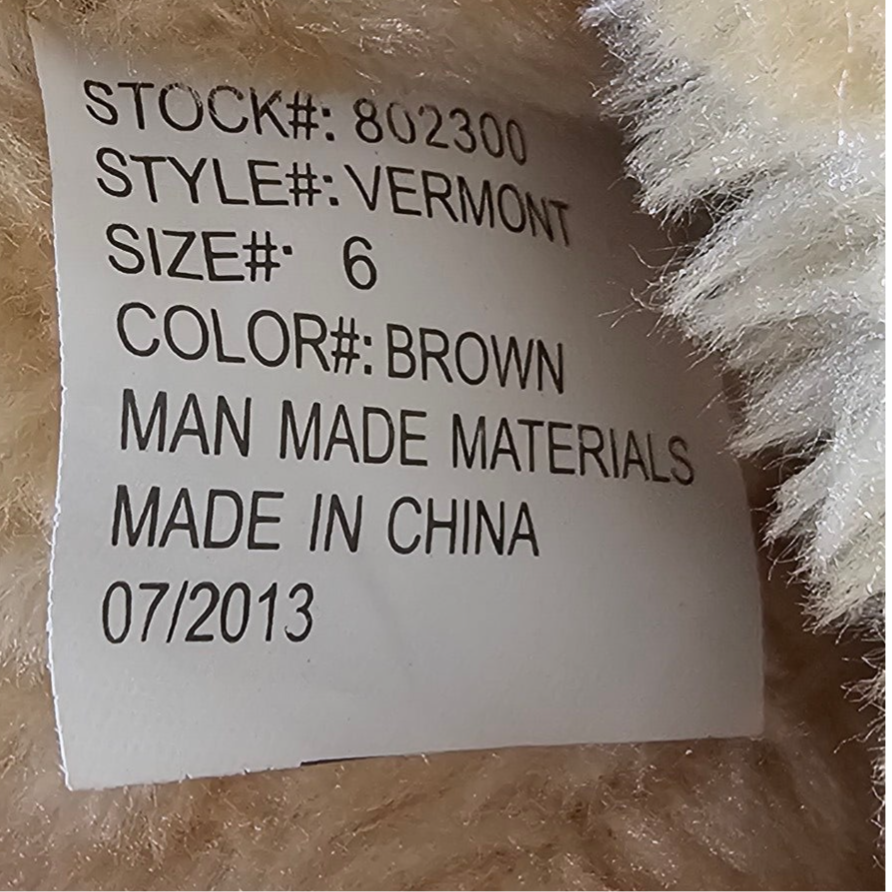 STOCK#: 802300
STYLE#: VERMONT
SIZE#: 6
COLOR#: BROWN
MAN MADE MATERIALS
MADE IN CHINA
07/2013